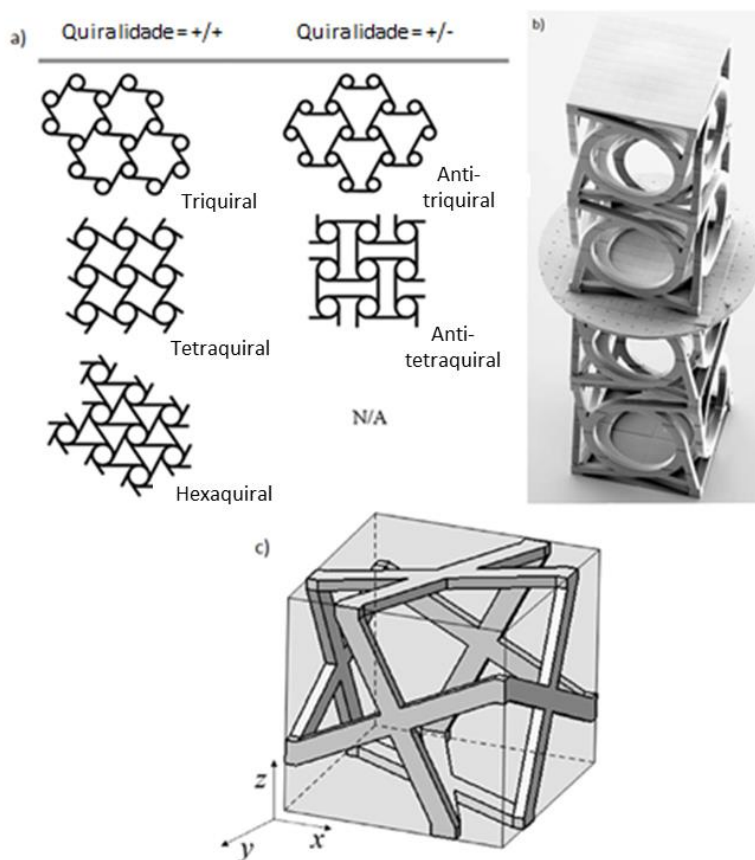 a)
Quiralidade = +/+
Quiralidade = +/-
b)
Triquiral
Anti-
triquiral
Tetraquiral
Anti-
tetraquiral
N/A
Hexaquiral
c)
z
x
y